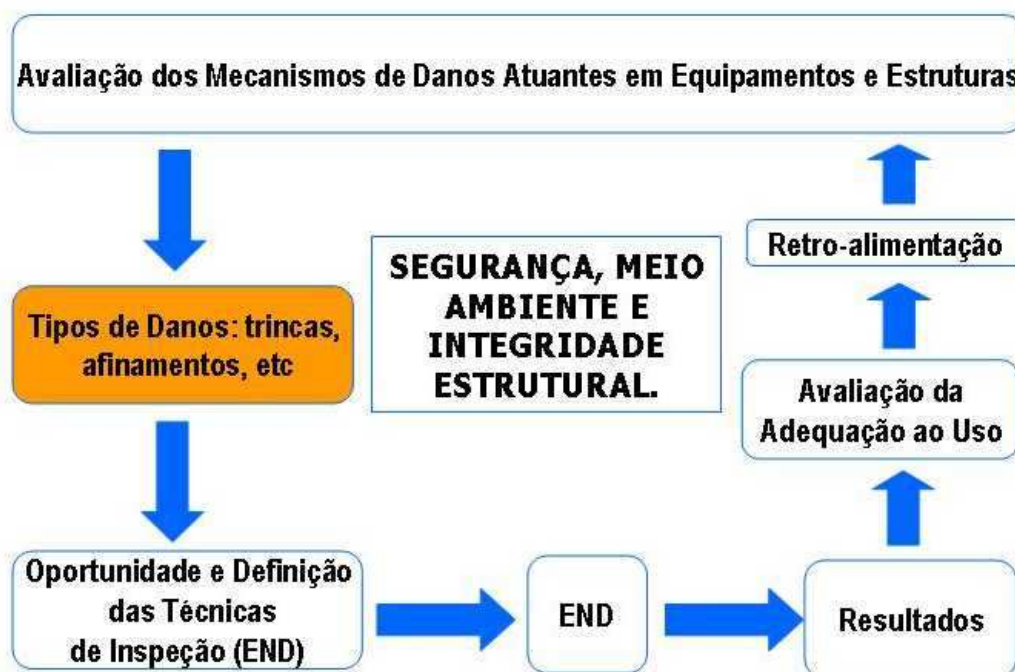 Avaliação dos Mecanismos de Danos Atuantes em Equipamentos e Estruturas
Tipos de Danos: trincas,
afinamentos, etc
SEGURANÇA, MEIO
AMBIENTE E
INTEGRIDADE
ESTRUTURAL.
Retro-alimentação
Avaliação da
Adequação ao Uso
Oportunidade e Definição
das Técnicas
de Inspeção (END)
END
Resultados